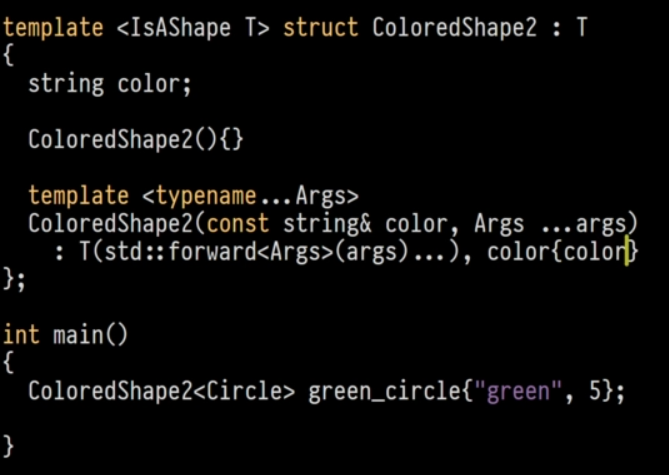 template <IsAShape T> struct ColoredShape2 : T
{
string color;
ColoredShape2(){}
template <typename...Args>
ColoredShape2(const string& color, Args ...args)
: T(std::forward<Args>(args)...), color{color}
};
int main()
{
ColoredShape2<Circle> green_circle{"green", 5};
}